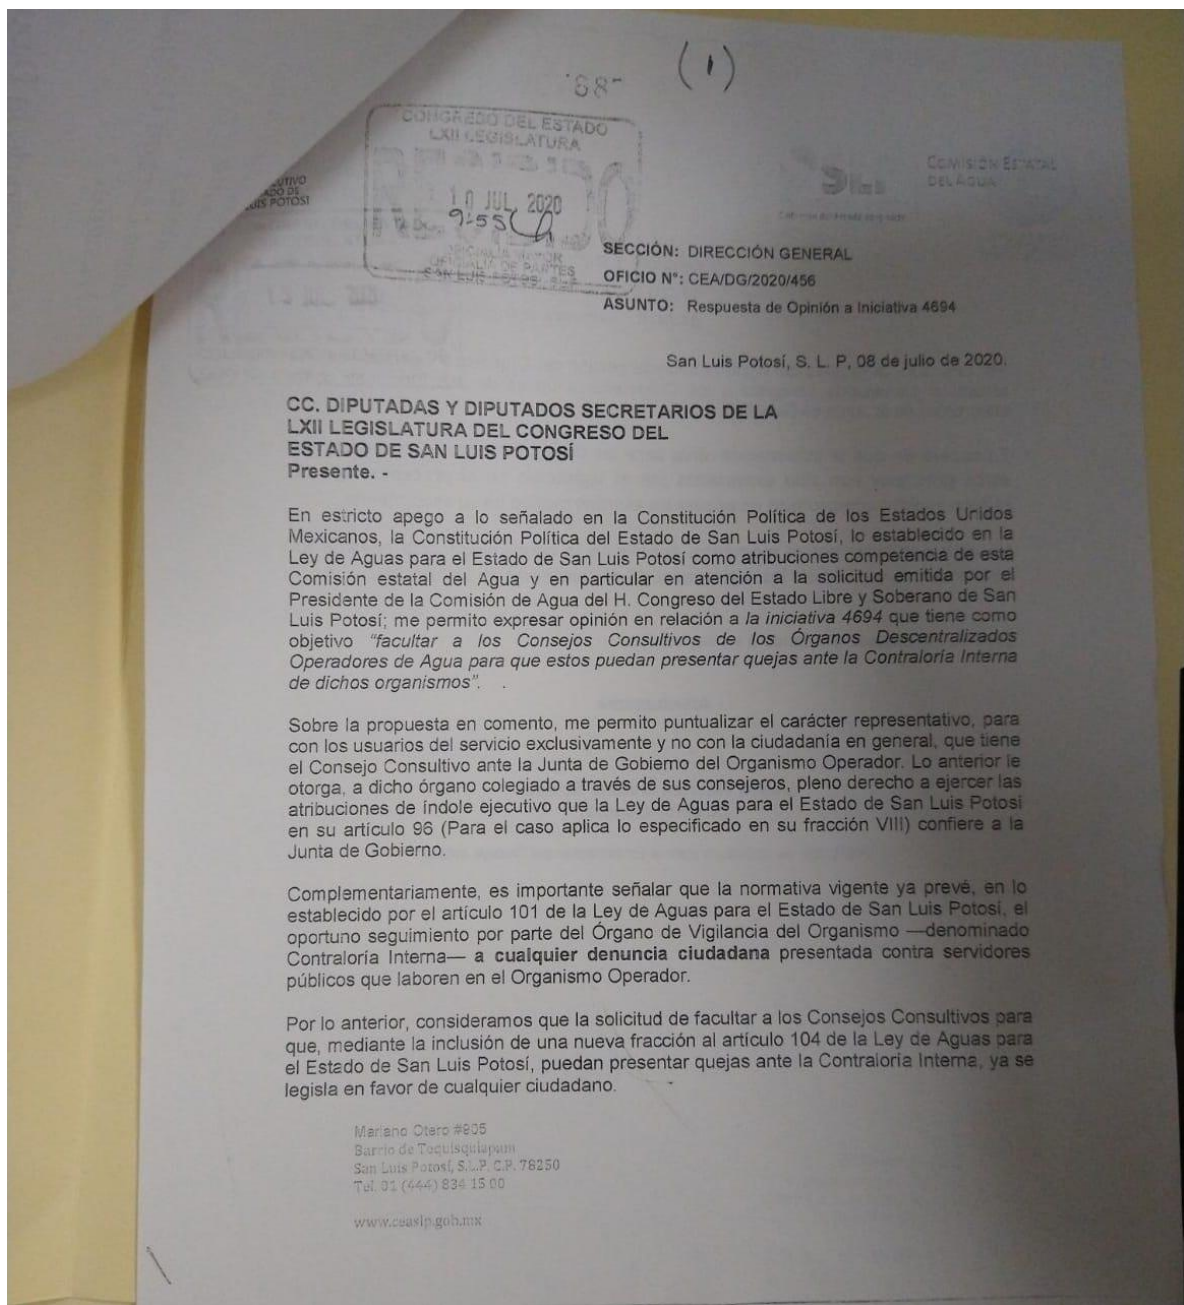 (1)
CONGRESO DEL ESTADO
LXII LEGISLATURA
10 JUL. 2020
9:55
OFICIALÍA DE PARTES
SAN LUIS
LUIS POTOSÍ
COMISIÓN ESTATAL
DEL AGUA
SECCIÓN: DIRECCIÓN GENERAL
OFICIO N°: CEA/DG/2020/456
ASUNTO: Respuesta de Opinión a Iniciativa 4694
San Luis Potosí, S. L. P, 08 de julio de 2020.
CC. DIPUTADAS Y DIPUTADOS SECRETARIOS DE LA
LXII LEGISLATURA DEL CONGRESO DEL
ESTADO DE SAN LUIS POTOSÍ
Presente. -
En estricto apego a lo señalado en la Constitución Política de los Estados Unidos
Mexicanos, la Constitución Política del Estado de San Luis Potosí, lo establecido en la
Ley de Aguas para el Estado de San Luis Potosí como atribuciones competencia de esta
Comisión estatal del Agua y en particular en atención a la solicitud emitida por el
Presidente de la Comisión de Agua del H. Congreso del Estado Libre y Soberano de San
Luis Potosí; me permito expresar opinión en relación a la iniciativa 4694 que tiene como
objetivo "facultar a los Consejos Consultivos de los Órganos Descentralizados
Operadores de Agua para que estos puedan presentar quejas ante la Contraloría Interna
de dichos organismos".
Sobre la propuesta en comento, me permito puntualizar el carácter representativo, para
con los usuarios del servicio exclusivamente y no con la ciudadanía en general, que tiene
el Consejo Consultivo ante la Junta de Gobierno del Organismo Operador. Lo anterior le
otorga, a dicho órgano colegiado a través de sus consejeros, pleno derecho a ejercer las
atribuciones de índole ejecutivo que la Ley de Aguas para el Estado de San Luis Potosí
en su artículo 96 (Para el caso aplica lo especificado en su fracción VIII) confiere a la
Junta de Gobierno.
Complementariamente, es importante señalar que la normativa vigente ya prevé, en lo
establecido por el artículo 101 de la Ley de Aguas para el Estado de San Luis Potosí, el
oportuno seguimiento por parte del Órgano de Vigilancia del Organismo —denominado
Contraloría Interna— a cualquier denuncia ciudadana presentada contra servidores
públicos que laboren en el Organismo Operador.
Por lo anterior, consideramos que la solicitud de facultar a los Consejos Consultivos para
que, mediante la inclusión de una nueva fracción al artículo 104 de la Ley de Aguas para
el Estado de San Luis Potosí, puedan presentar quejas ante la Contraloría Interna, ya se
legisla en favor de cualquier ciudadano.
Mariano Otero #905
Barrio de Tequisquiapam
San Luis Potosí, S.L.P. C.P. 78250
Tel. 01 (444) 834 15 00
www.ceaslp.gob.mx